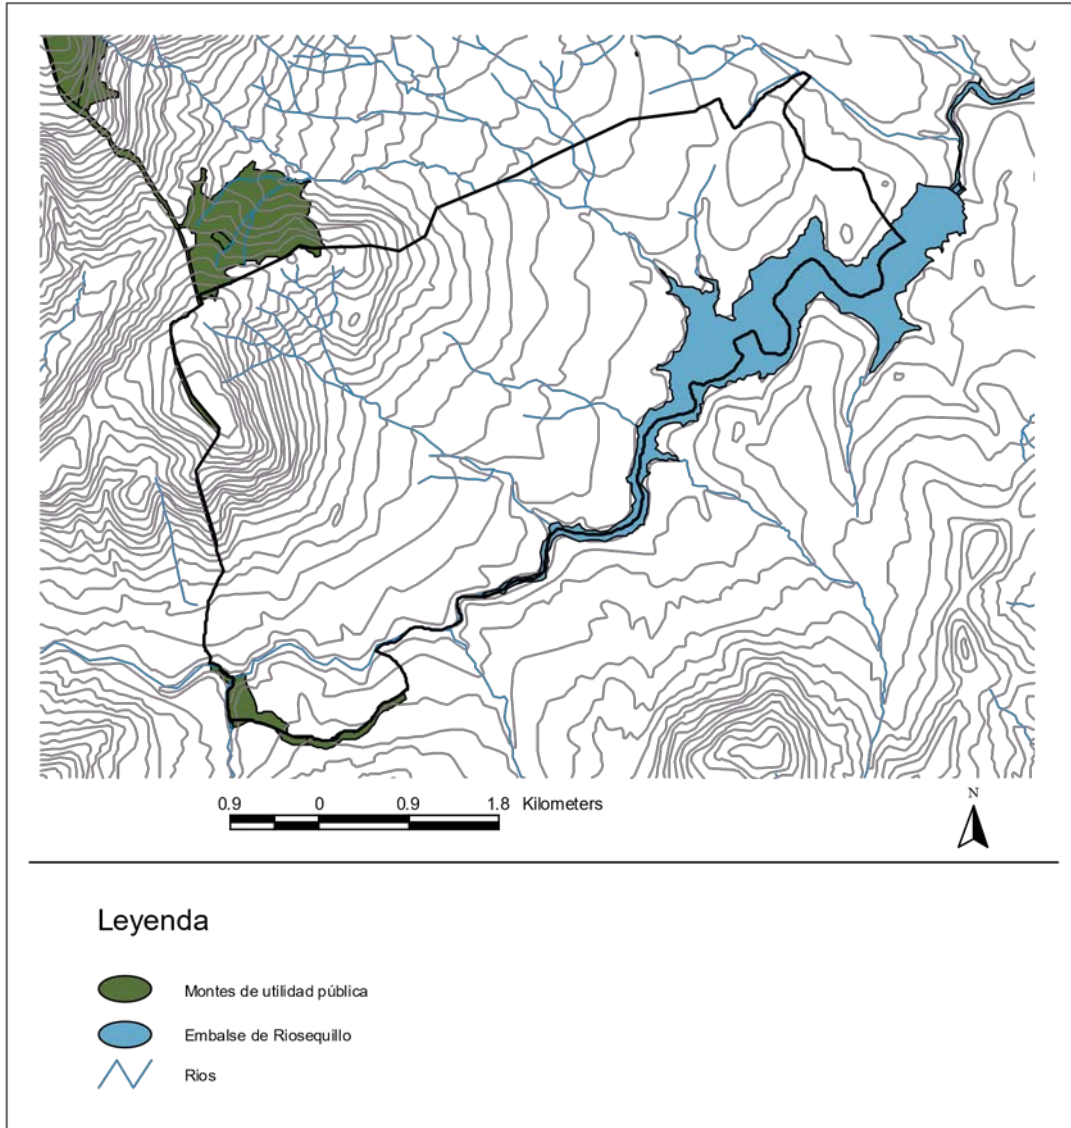 0.9 0 0.9 1.8 Kilometers
N
Leyenda
Montes de utilidad pública
Embalse de Riosequillo
Rios